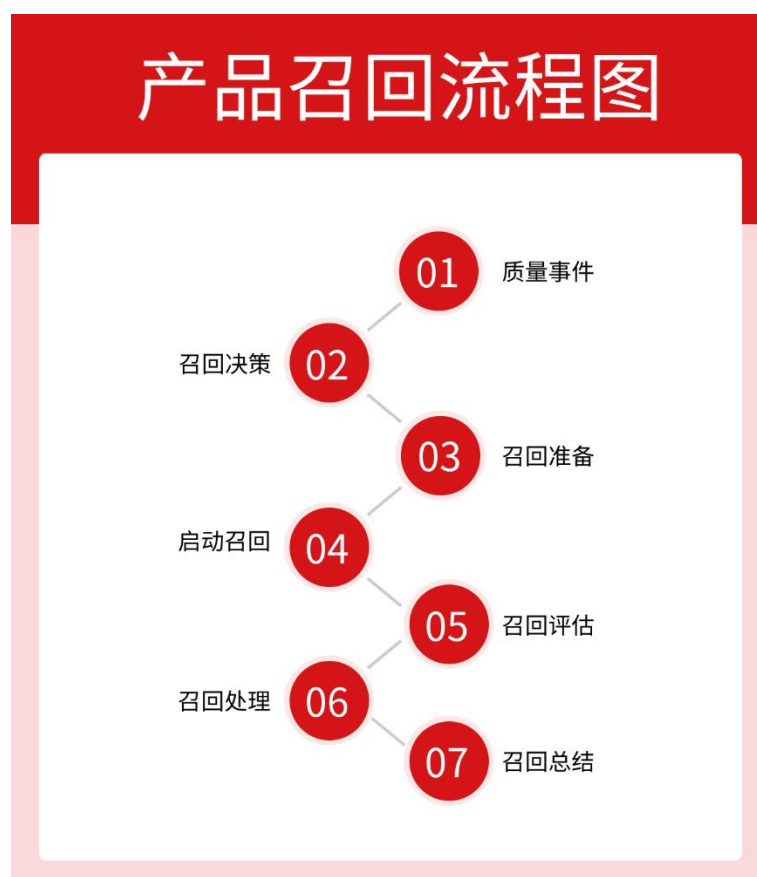 产品召回流程图
01 质量事件
召回决策 02
03 召回准备
启动召回 04
05 召回评估
召回处理 06
07 召回总结